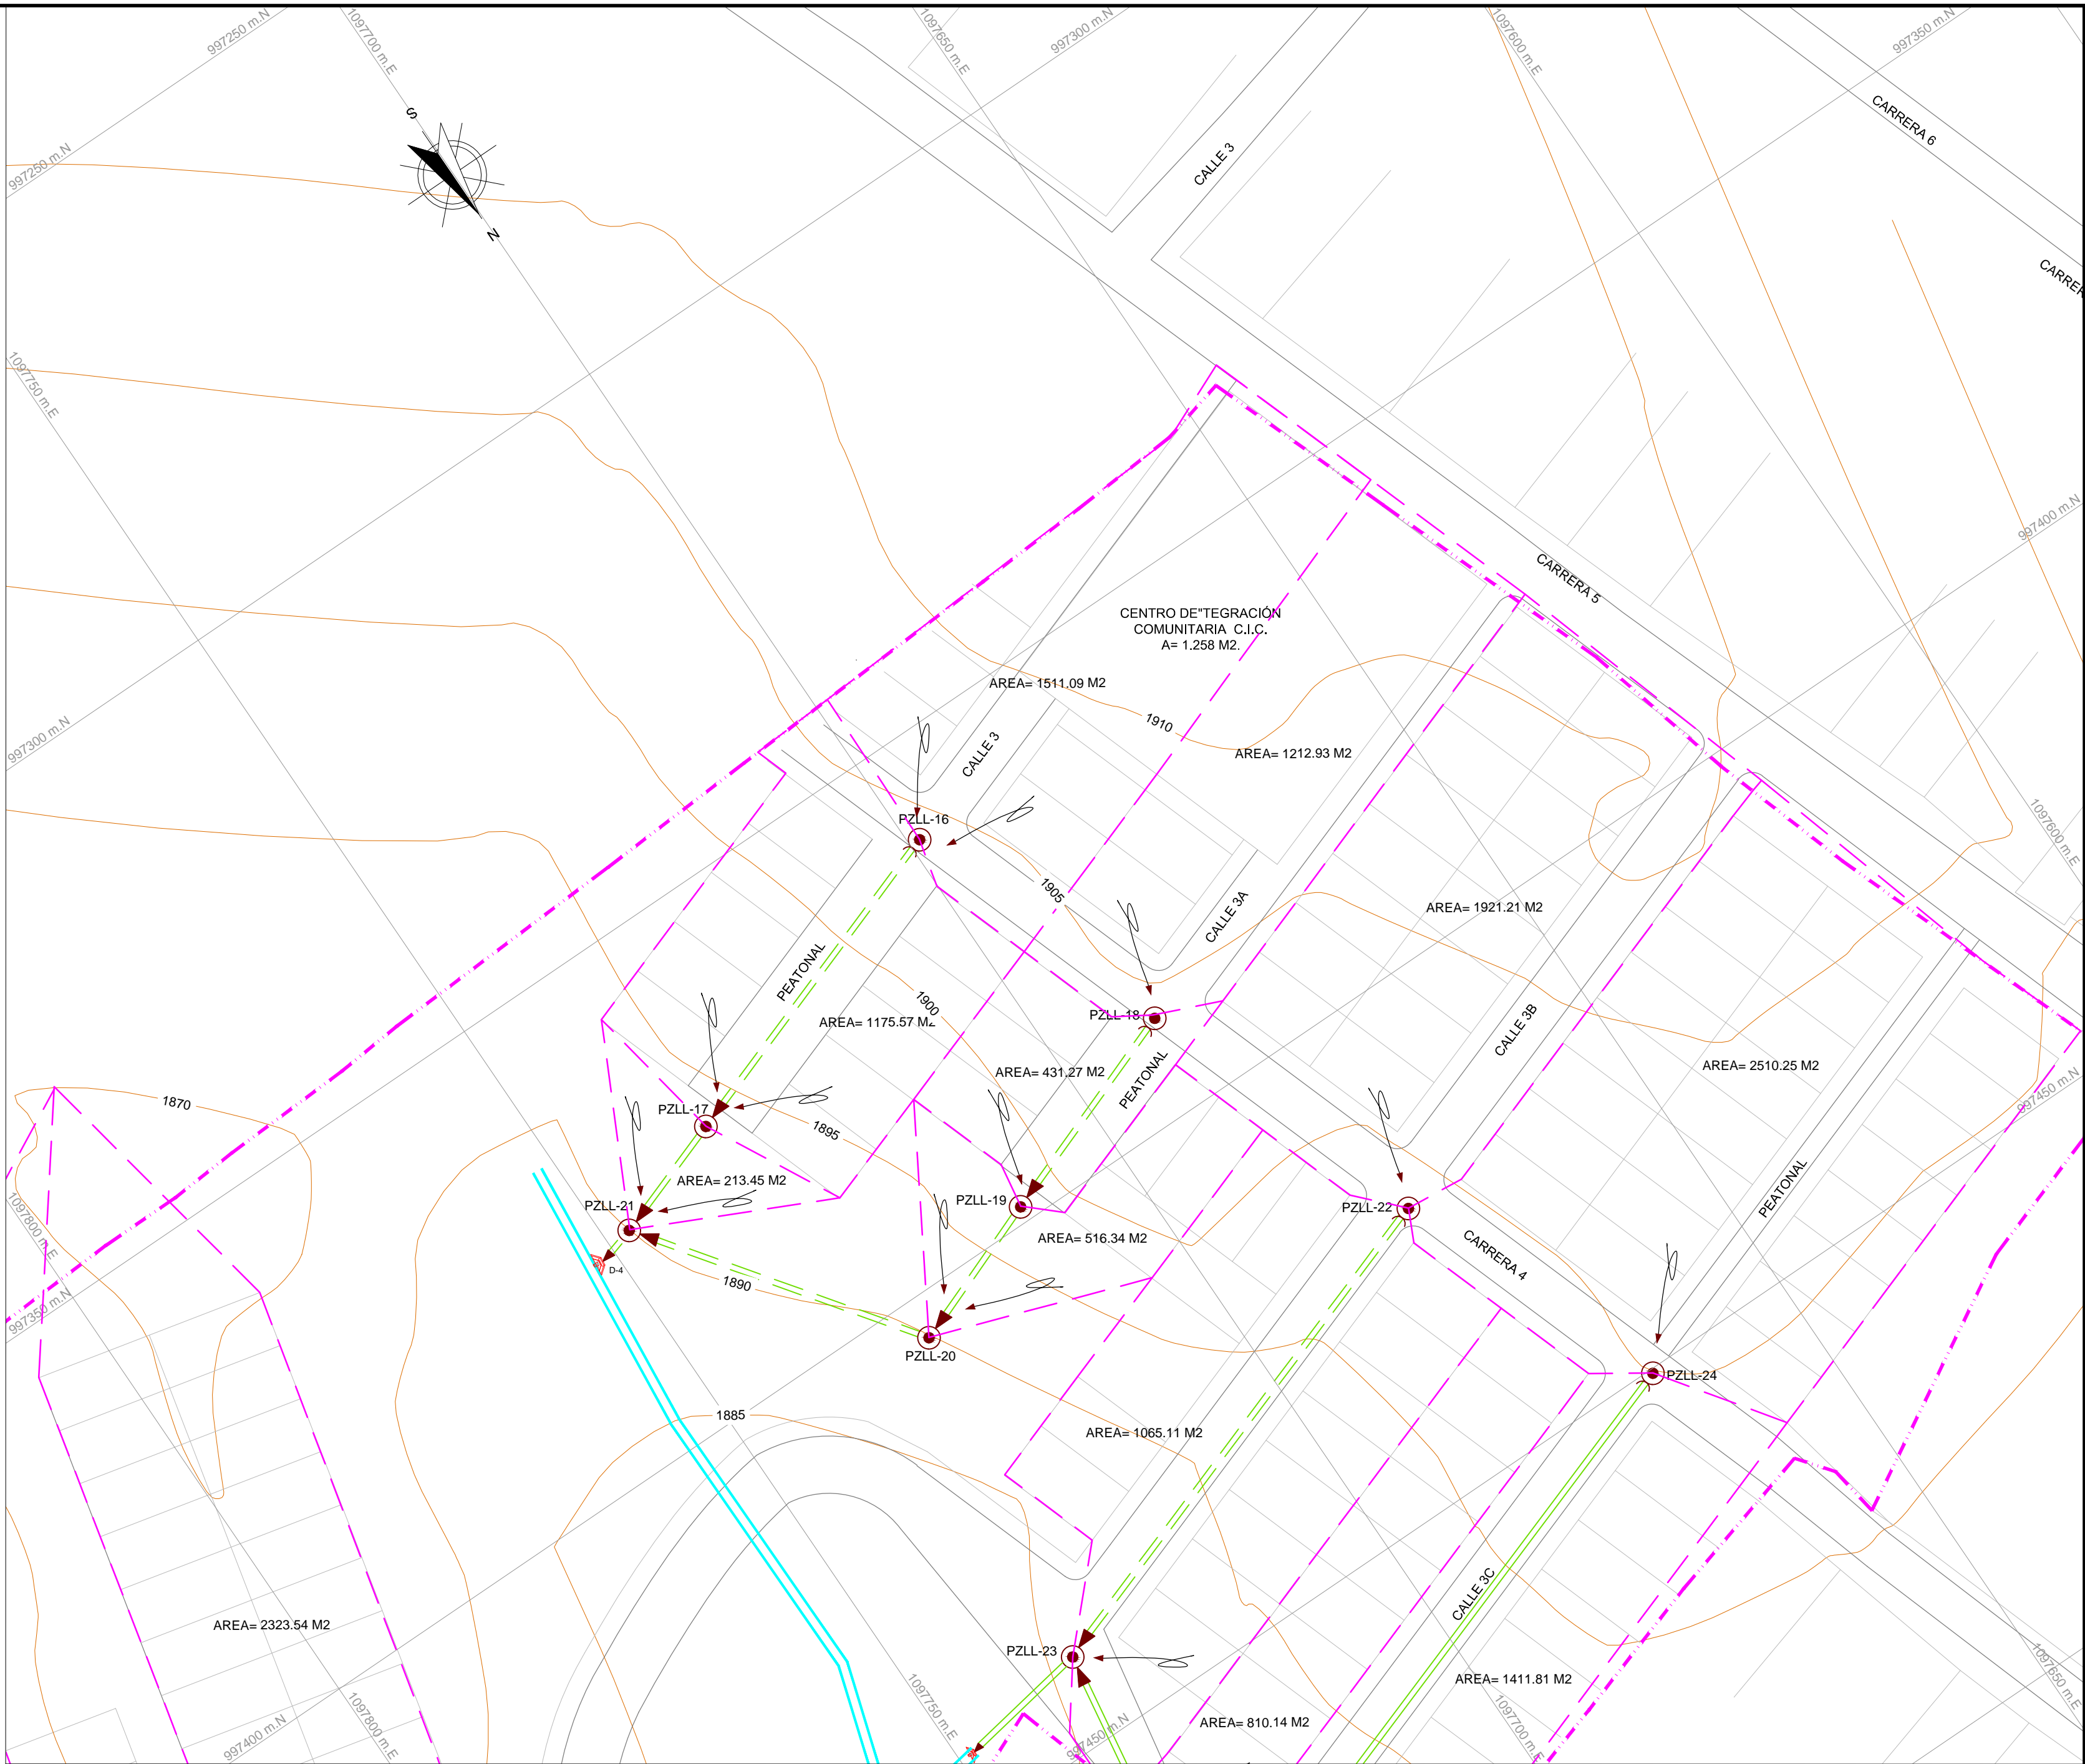 997250 m.N
1097700 m.E
1097650 m.E
997300 m.N
1097600 m.E
997350 m.N
CARRERA 6
S
N
CALLE 3
997250 m.N
1097750 m.E
997400 m.N
CARRERA 5
CENTRO DE"TEGRACIÓN
COMUNITARIA C.I.C.
A= 1.258 M2.
AREA= 1511.09 M2
1910
AREA= 1212.93 M2
997300 m.N
CALLE 3
PZLL-16
1097600 m.E
1905
CALLE 3A
AREA= 1921.21 M2
PEATONAL
1900
AREA= 1175.57 M2
PZLL-18
CALLE 3B
AREA= 431.27 M2
PEATONAL
AREA= 2510.25 M2
997450 m.N
1870
PZLL-17
1895
AREA= 213.45 M2
PZLL-21
PZLL-19
PZLL-22
PEATONAL
1097800 m.E
AREA= 516.34 M2
CARRERA 4
D-4
1890
997350 m.N
PZLL-20
PZLL-24
1885
AREA= 1065.11 M2
CALLE 3C
AREA= 2323.54 M2
PZLL-23
AREA= 1411.81 M2
1097650 m.E
AREA= 810.14 M2
997400 m.N
1097800 m.E
1097750 m.E
997450 m.N
1097700 m.E